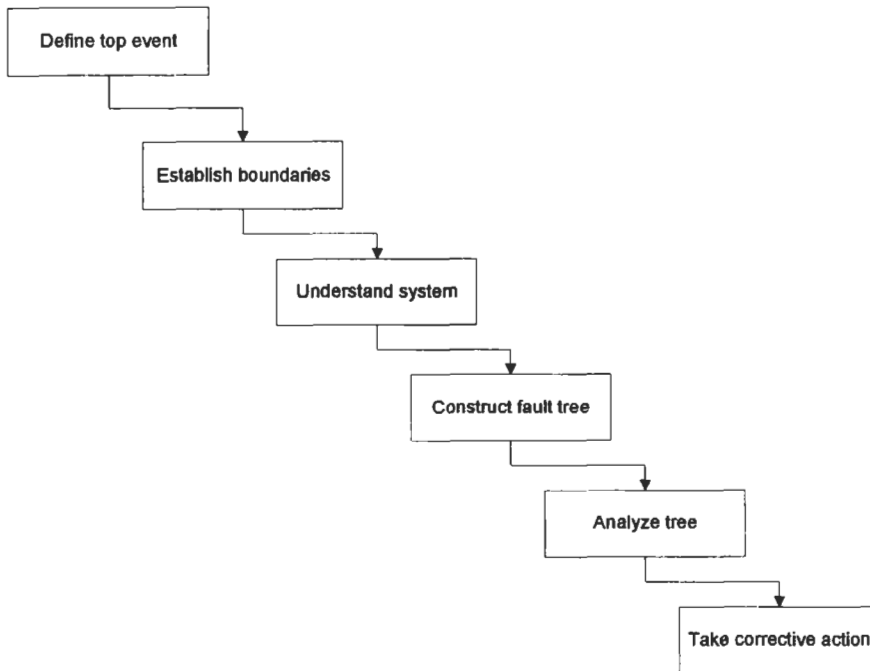 Define top event
Establish boundaries
Understand system
Construct fault tree
Analyze tree
Take corrective action